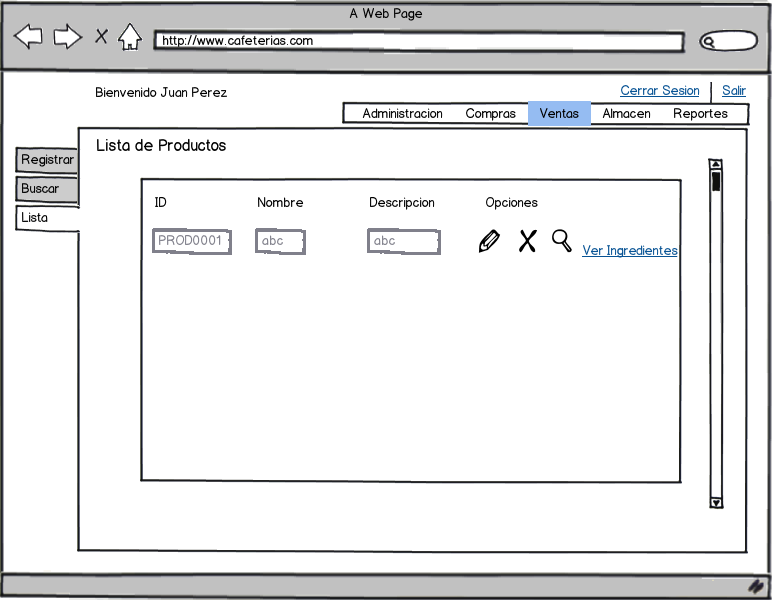 A Web Page
http://www.cafeterias.com
Bienvenido Juan Perez
Cerrar Sesion
Salir
Administracion Compras Ventas Almacen Reportes
Lista de Productos
Registrar
Buscar
Lista
ID Nombre Descripcion Opciones
PROD0001 abc abc Ver Ingredientes